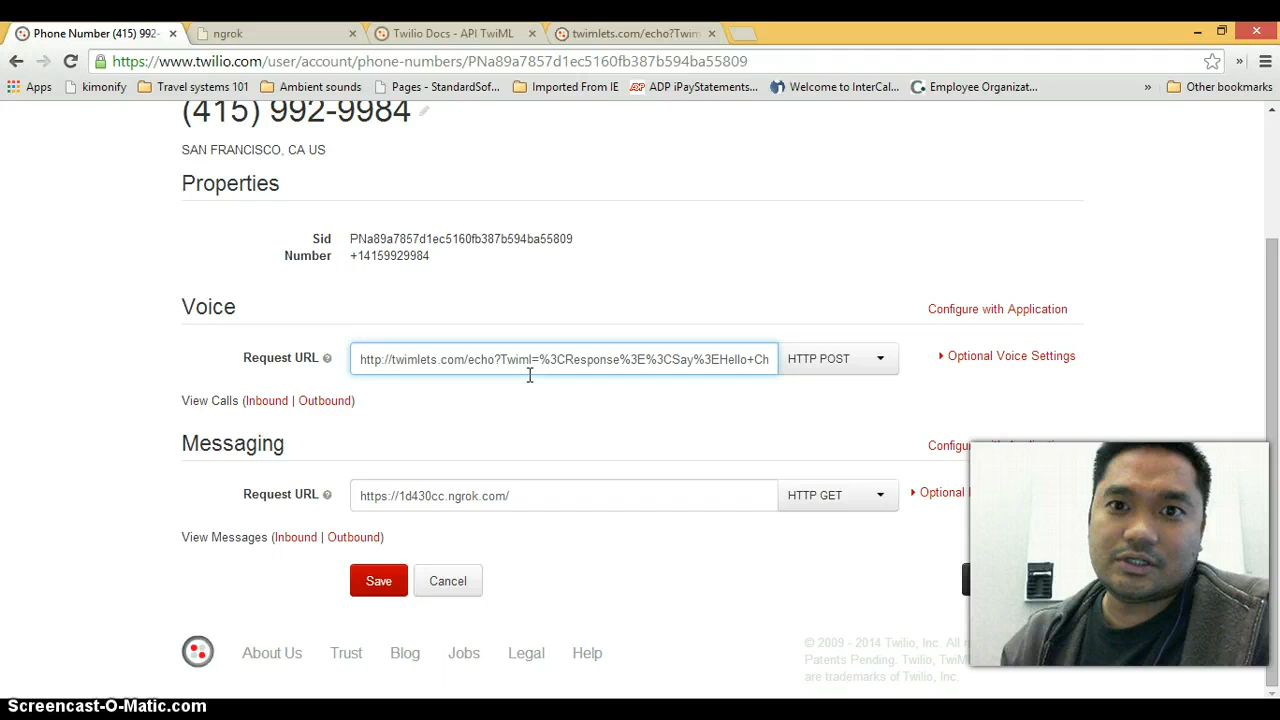 Phone Number (415) 992-
ngrok
Twilio Docs - API TwiML
twimlets.com/echo?Twim
https://www.twilio.com/user/account/phone-numbers/PNa89a7857d1ec5160fb387b594ba55809
Apps kimonify Travel systems 101 Ambient sounds Pages - StandardSof... Imported From IE ADP iPayStatements... Welcome to InterCal... Employee Organizat... » Other bookmarks
(415) 992-9984
SAN FRANCISCO, CA US
Properties
Sid PNa89a7857d1ec5160fb387b594ba55809
Number +14159929984
Voice Configure with Application
Request URL http://twimlets.com/echo?Twiml=%3CResponse%3E%3CSay%3EHello+Ch HTTP POST Optional Voice Settings
View Calls (Inbound | Outbound)
Messaging
Request URL https://1d430cc.ngrok.com/ HTTP GET Optional
View Messages (Inbound | Outbound)
Save Cancel
About Us Trust Blog Jobs Legal Help
© 2009 - 2014 Twilio, Inc. All
Patents Pending. Twilio,
are trademarks of Twilio, Inc.
Screencast-O-Matic.com